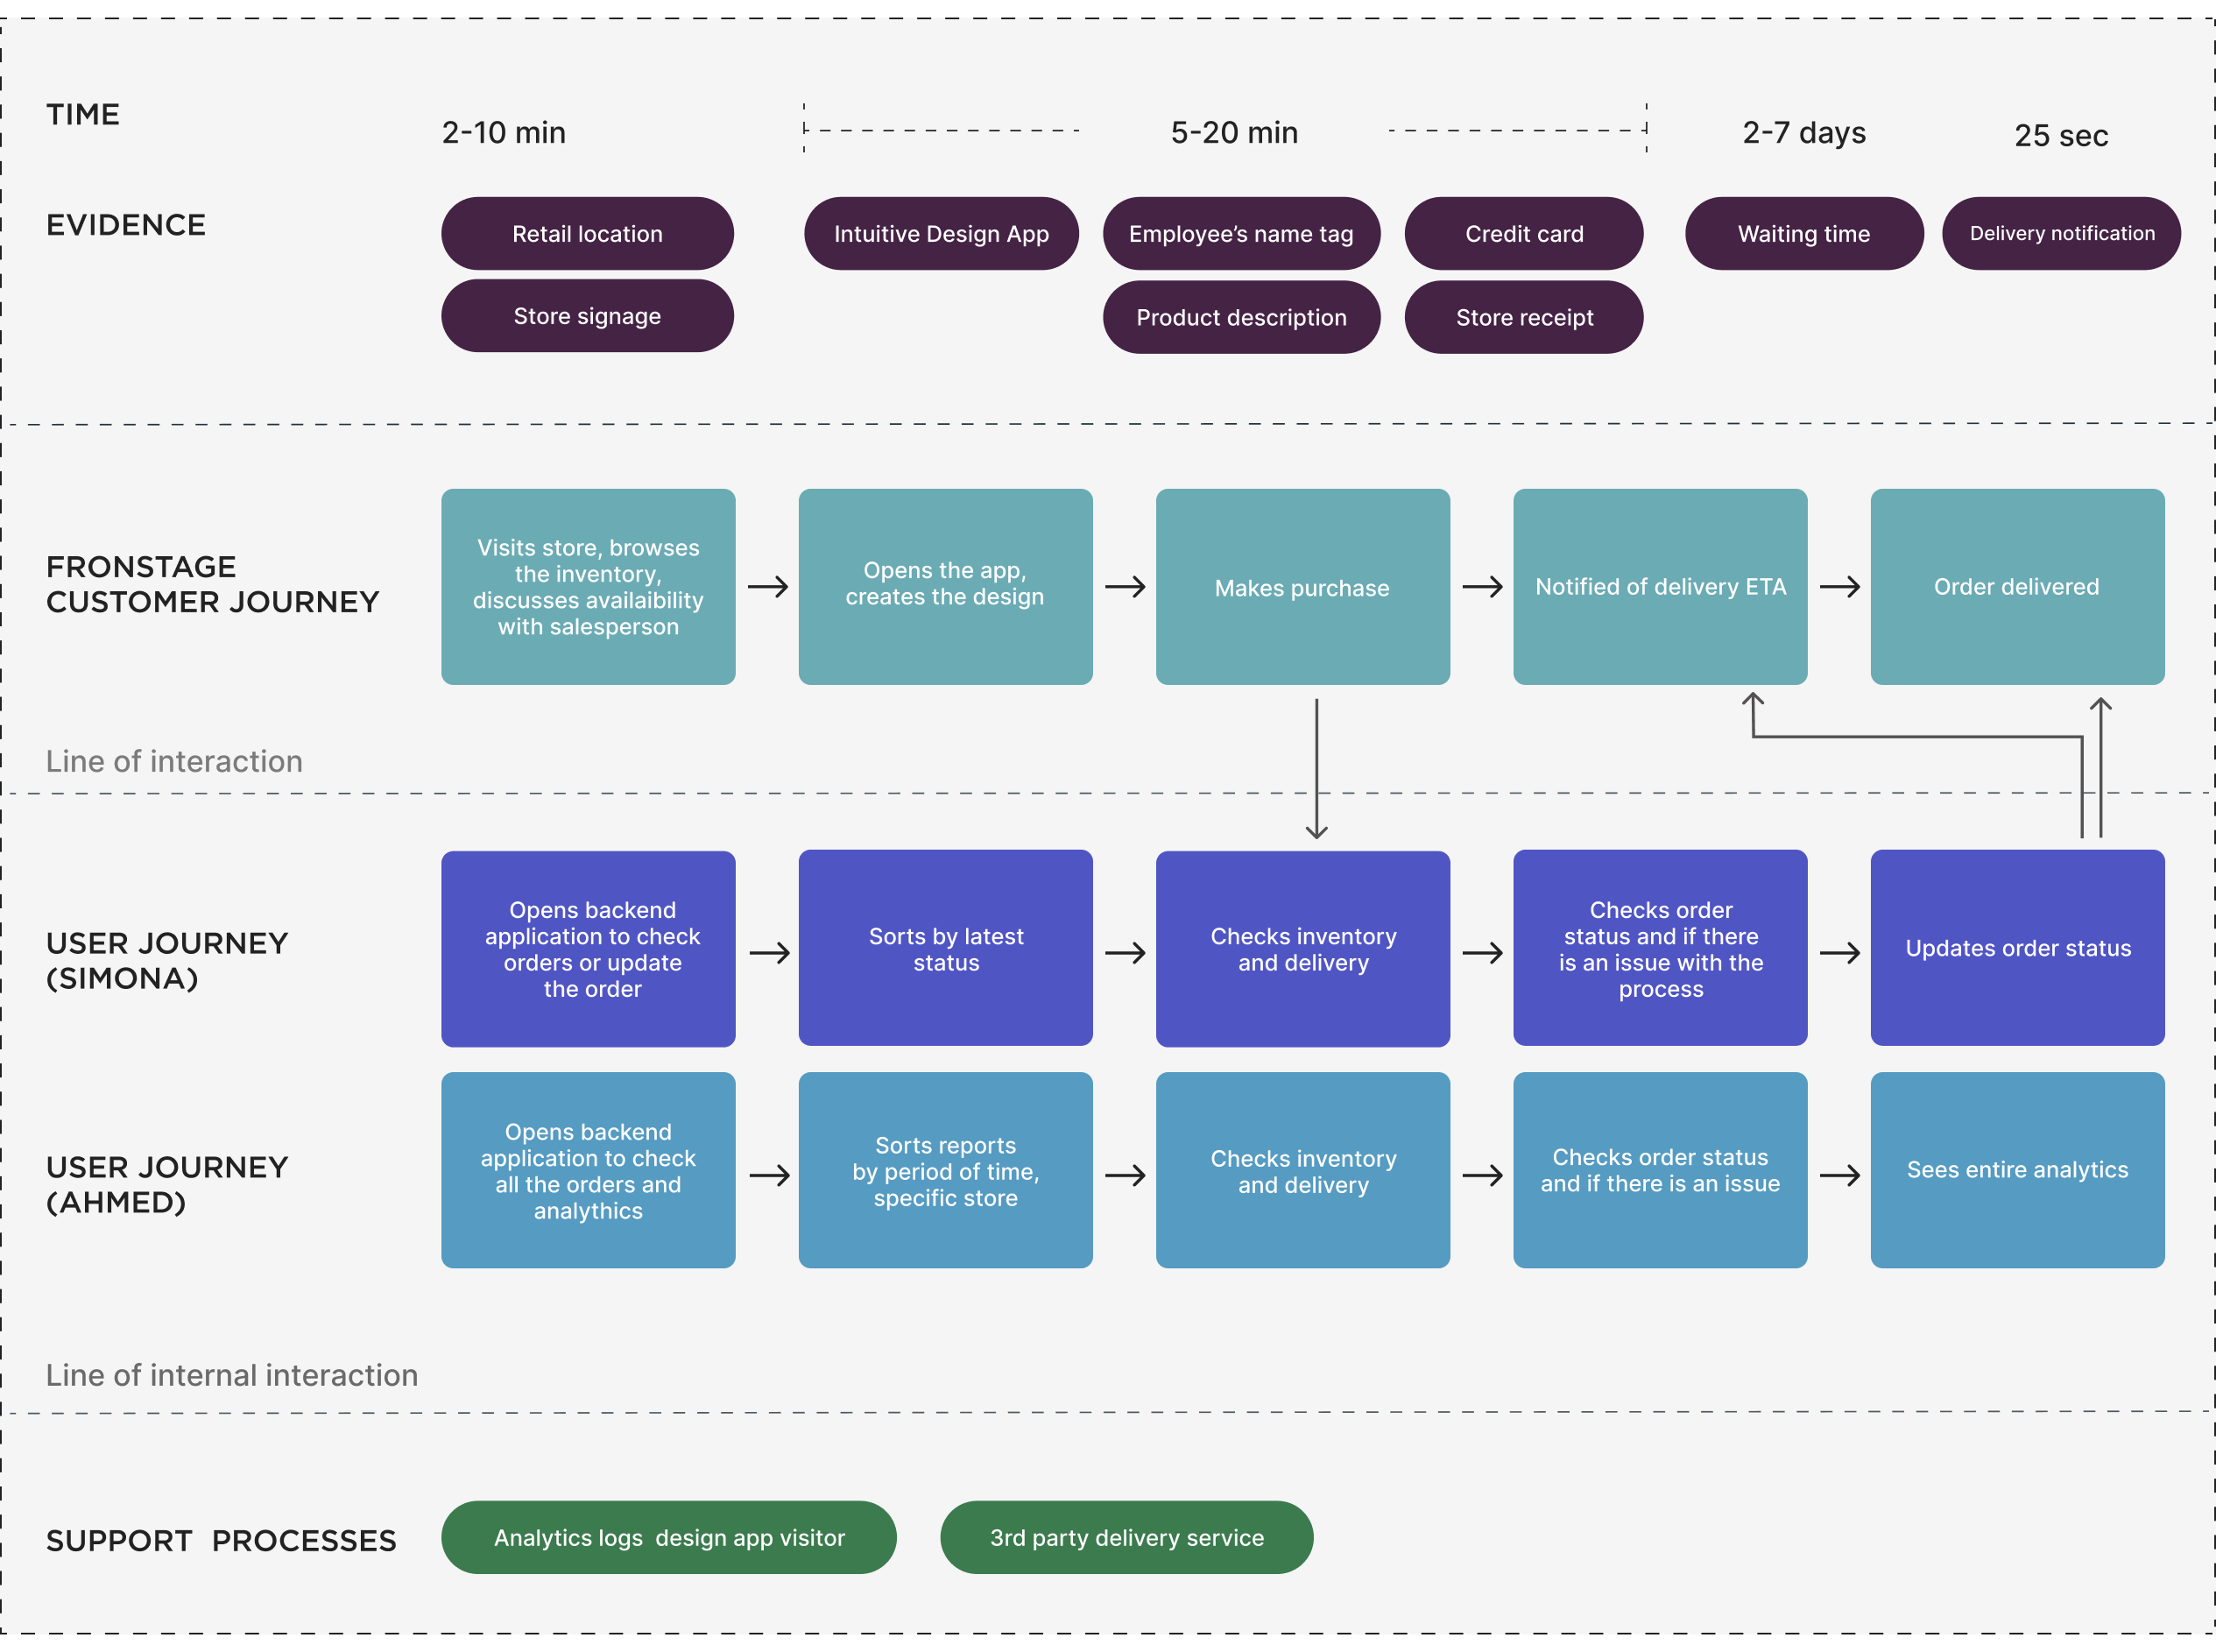 TIME
2-10 min
5-20 min
2-7 days
25 sec
EVIDENCE
Retail location
Intuitive Design App
Employee’s name tag
Credit card
Waiting time
Delivery notification
Store signage
Product description
Store receipt
FRONSTAGE
CUSTOMER JOURNEY
Visits store, browses
the inventory,
discusses availaibility
with salesperson
Opens the app,
creates the design
Makes purchase
Notified of delivery ETA
Order delivered
Line of interaction
USER JOURNEY
(SIMONA)
Opens backend
application to check
orders or update
the order
Sorts by latest
status
Checks inventory
and delivery
Checks order
status and if there
is an issue with the
process
Updates order status
USER JOURNEY
(AHMED)
Opens backend
application to check
all the orders and
analythics
Sorts reports
by period of time,
specific store
Checks inventory
and delivery
Checks order status
and if there is an issue
Sees entire analytics
Line of internal interaction
SUPPORT PROCESSES
Analytics logs design app visitor
3rd party delivery service